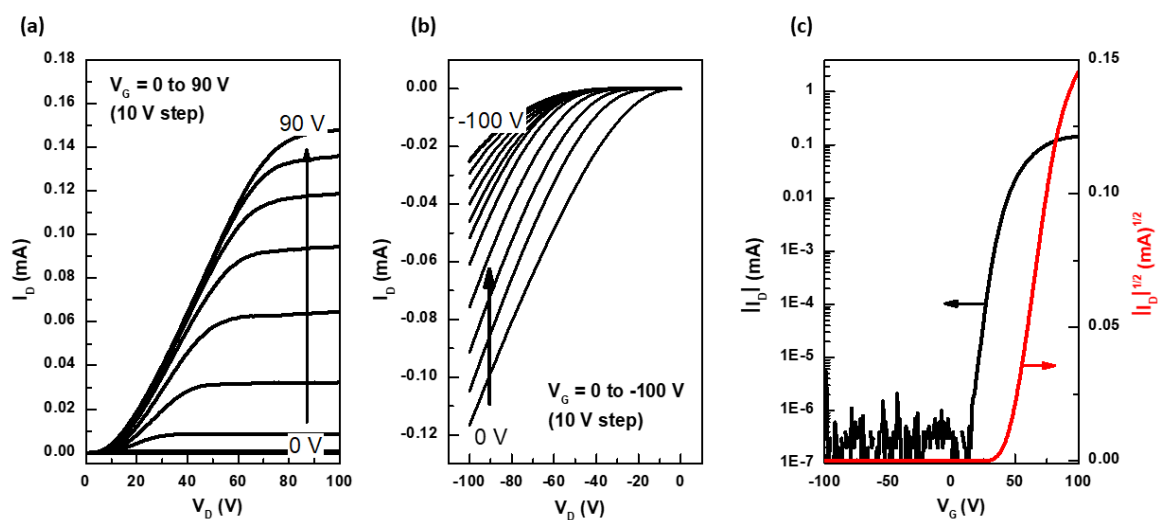 (a)
V_G = 0 to 90 V
(10 V step)
90 V
0 V
0.18
0.16
0.14
0.12
0.10
0.08
0.06
0.04
0.02
0.00
I_D (mA)
0 20 40 60 80 100
V_D (V)
(b)
-100 V
0 V
V_G = 0 to -100 V
(10 V step)
0.00
-0.02
-0.04
-0.06
-0.08
-0.10
-0.12
I_D (mA)
-100 -80 -60 -40 -20 0
V_D (V)
(c)
1
0.1
0.01
1E-3
1E-4
1E-5
1E-6
1E-7
|I_D| (mA)
0.15
0.10
0.05
0.00
|I_D|^1/2 (mA)^1/2
-100 -50 0 50 100
V_G (V)